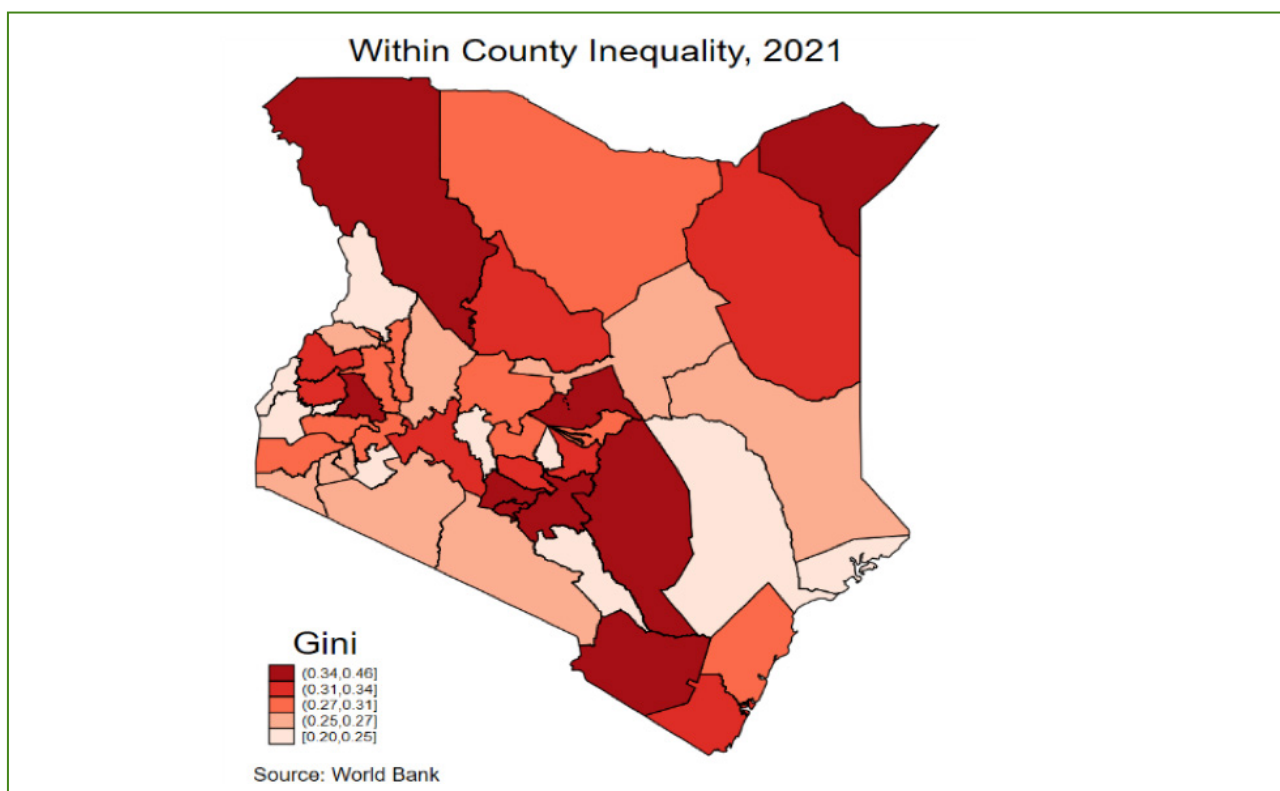 Within County Inequality, 2021
Gini
(0.34,0.46]
(0.31,0.34]
(0.27,0.31]
(0.25,0.27]
[0.20,0.25]
Source: World Bank